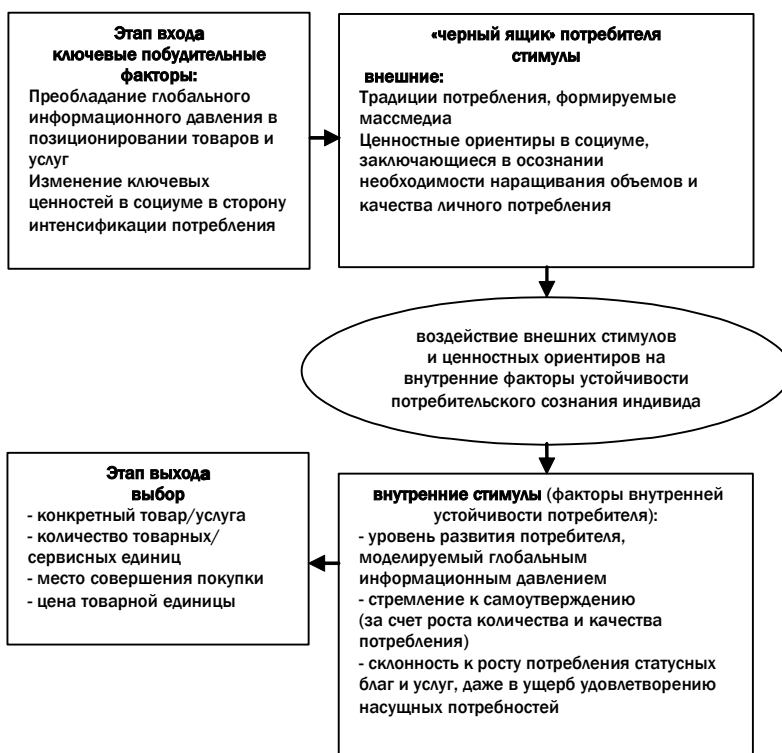 Этап входа
ключевые побудительные
факторы:
Преобладание глобального
информационного давления в
позиционировании товаров и
услуг
Изменение ключевых
ценностей в социуме в сторону
интенсификации потребления
«черный ящик» потребителя
стимулы
внешние:
Традиции потребления, формируемые
массмедиа
Ценностные ориентиры в социуме,
заключающиеся в осознании
необходимости наращивания объемов и
качества личного потребления
воздействие внешних стимулов
и ценностных ориентиров на
внутренние факторы устойчивости
потребительского сознания индивида
внутренние стимулы (факторы внутренней
устойчивости потребителя):
- уровень развития потребителя,
моделируемый глобальным
информационным давлением
- стремление к самоутверждению
(за счет роста количества и качества
потребления)
- склонность к росту потребления статусных
благ и услуг, даже в ущерб удовлетворению
насущных потребностей
Этап выхода
выбор
- конкретный товар/услуга
- количество товарных/
сервисных единиц
- место совершения покупки
- цена товарной единицы